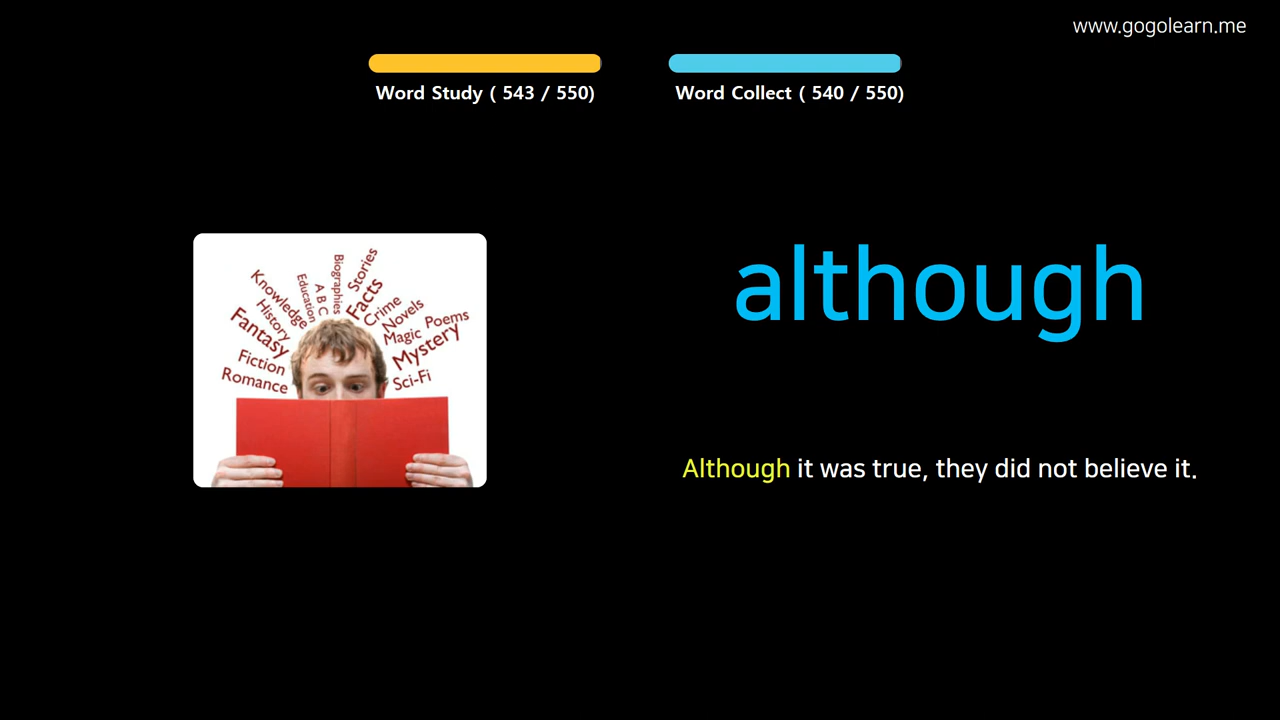 www.gogolearn.me
Word Study ( 543 / 550)
Word Collect ( 540 / 550)
Stories
Biographies
Facts
A B C
Education
Knowledge
History
Crime
Novels
Poems
Magic
Fantasy
Mystery
Fiction
Romance
Sci-Fi
although
Although it was true, they did not believe it.